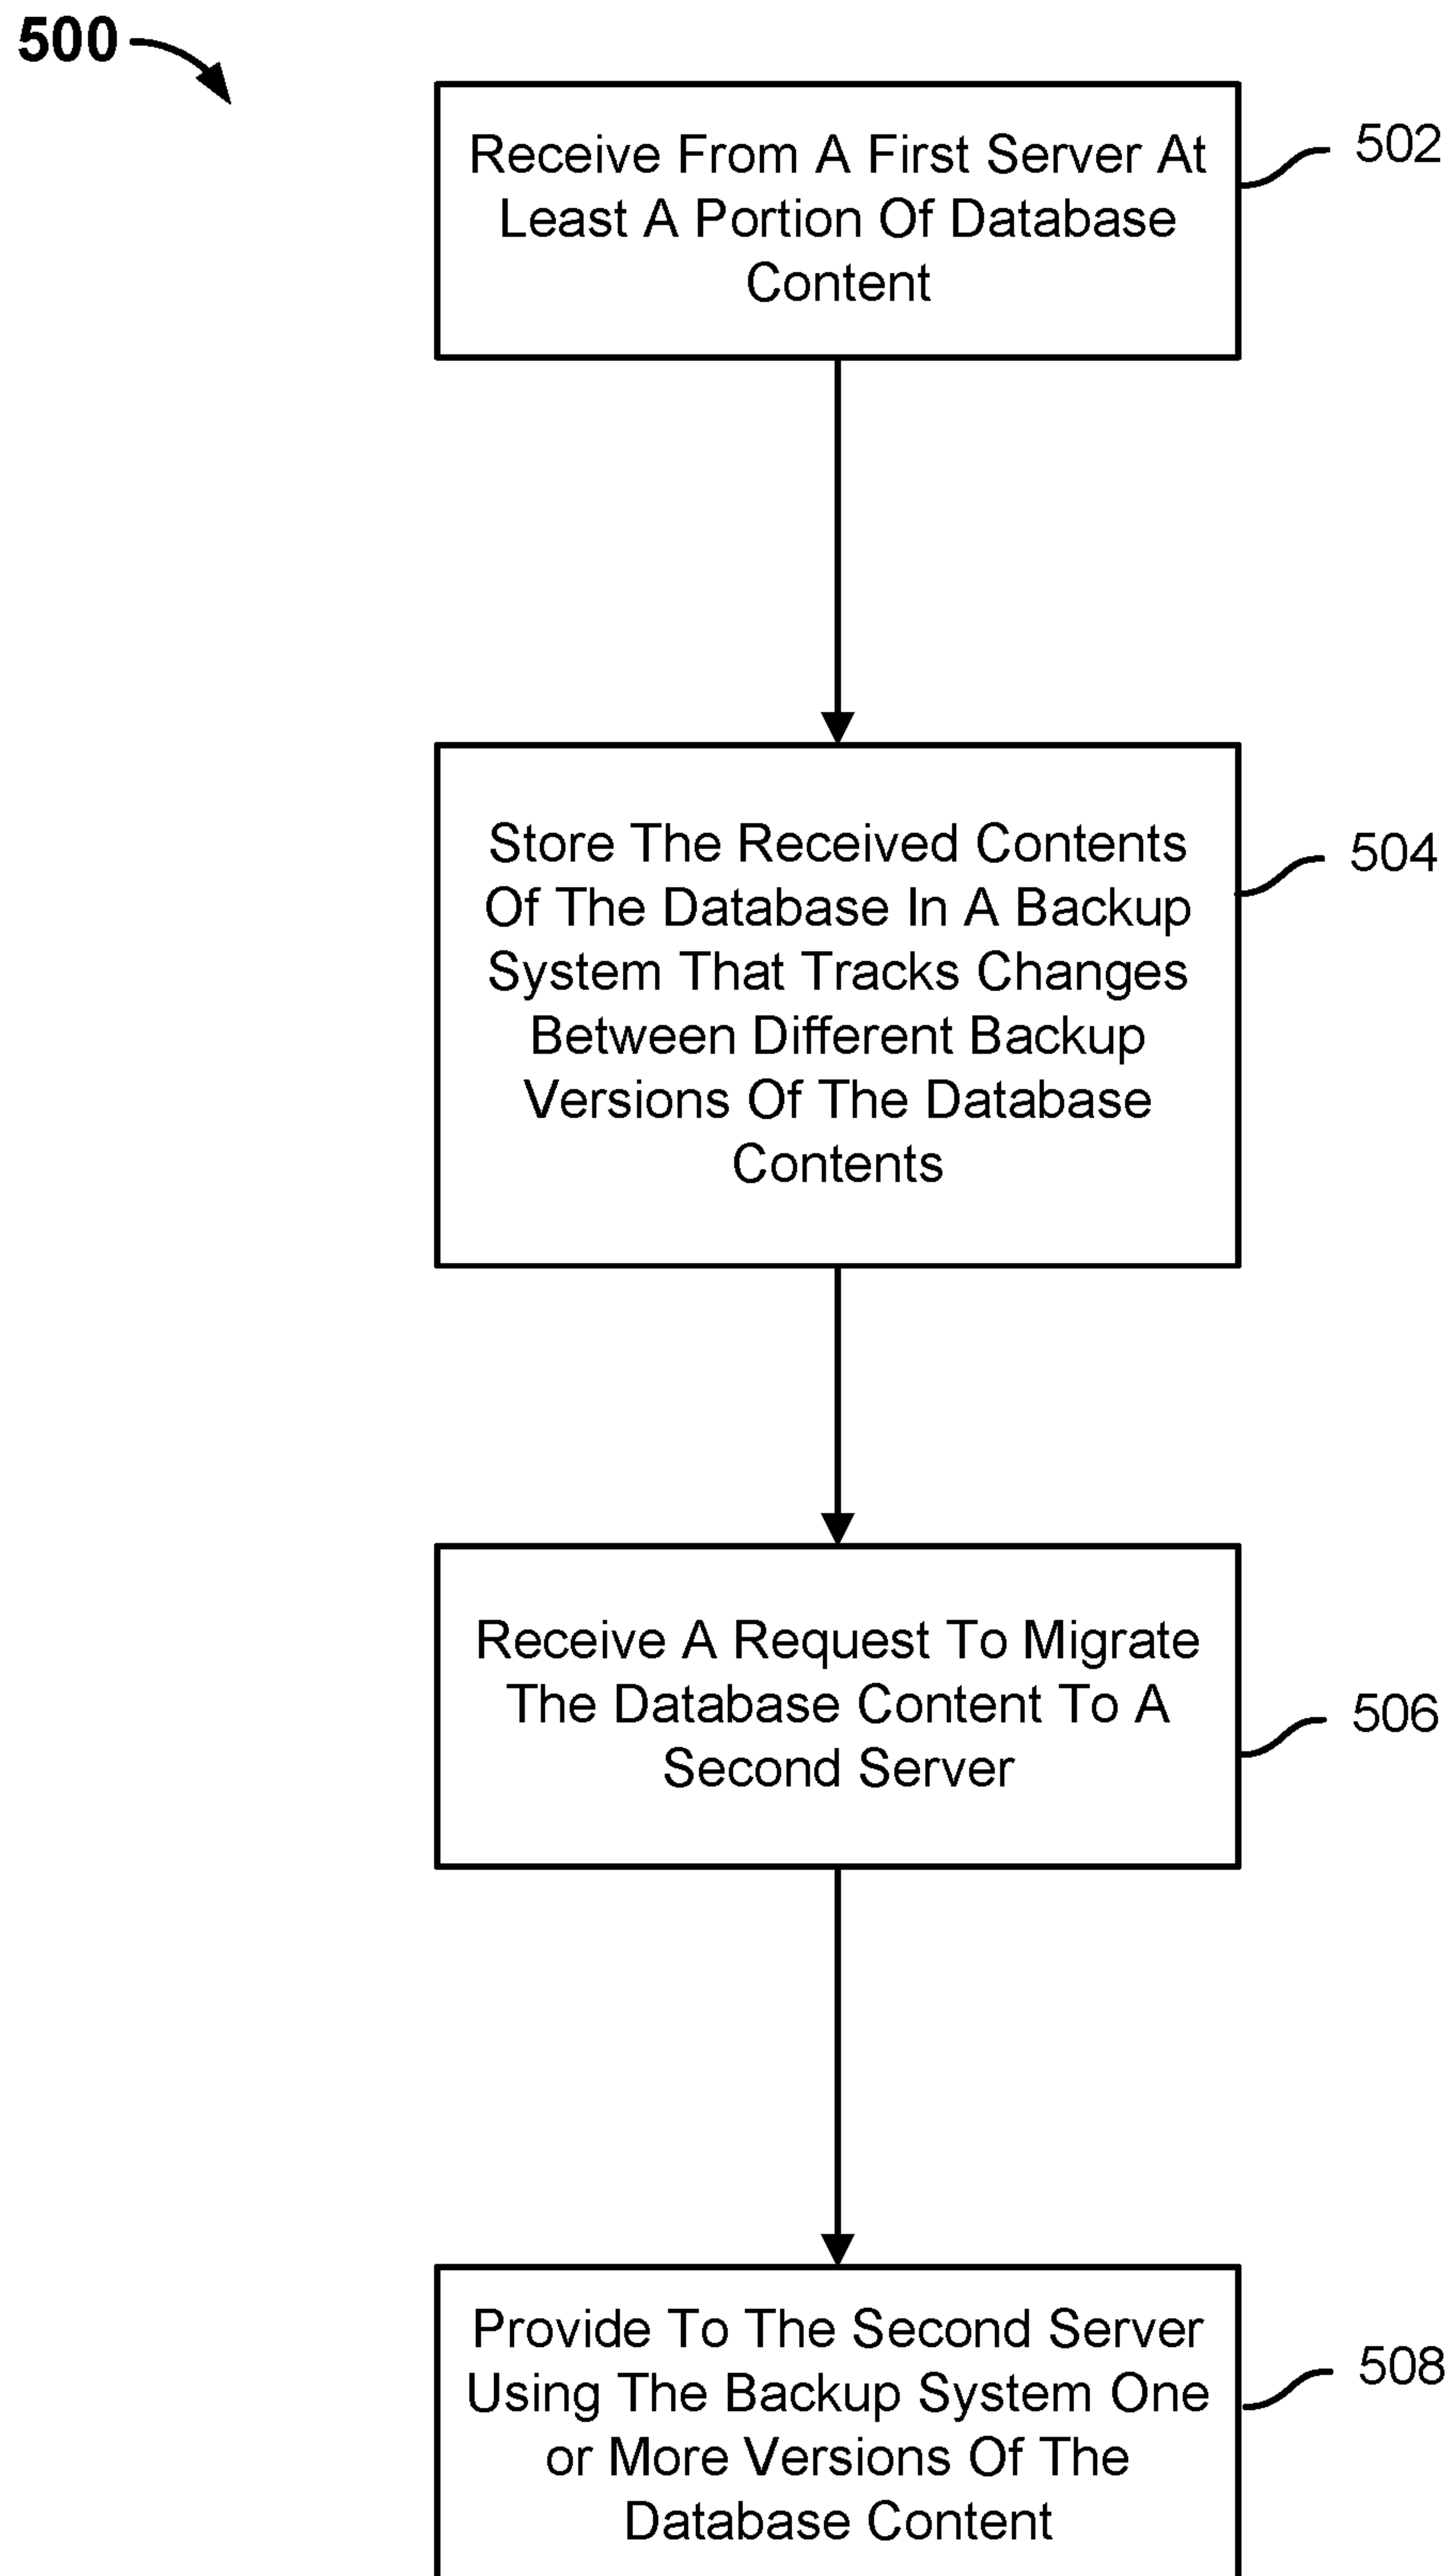 500
Receive From A First Server At
Least A Portion Of Database
Content
502
Store The Received Contents
Of The Database In A Backup
System That Tracks Changes
Between Different Backup
Versions Of The Database
Contents
504
Receive A Request To Migrate
The Database Content To A
Second Server
506
Provide To The Second Server
Using The Backup System One
or More Versions Of The
Database Content
508